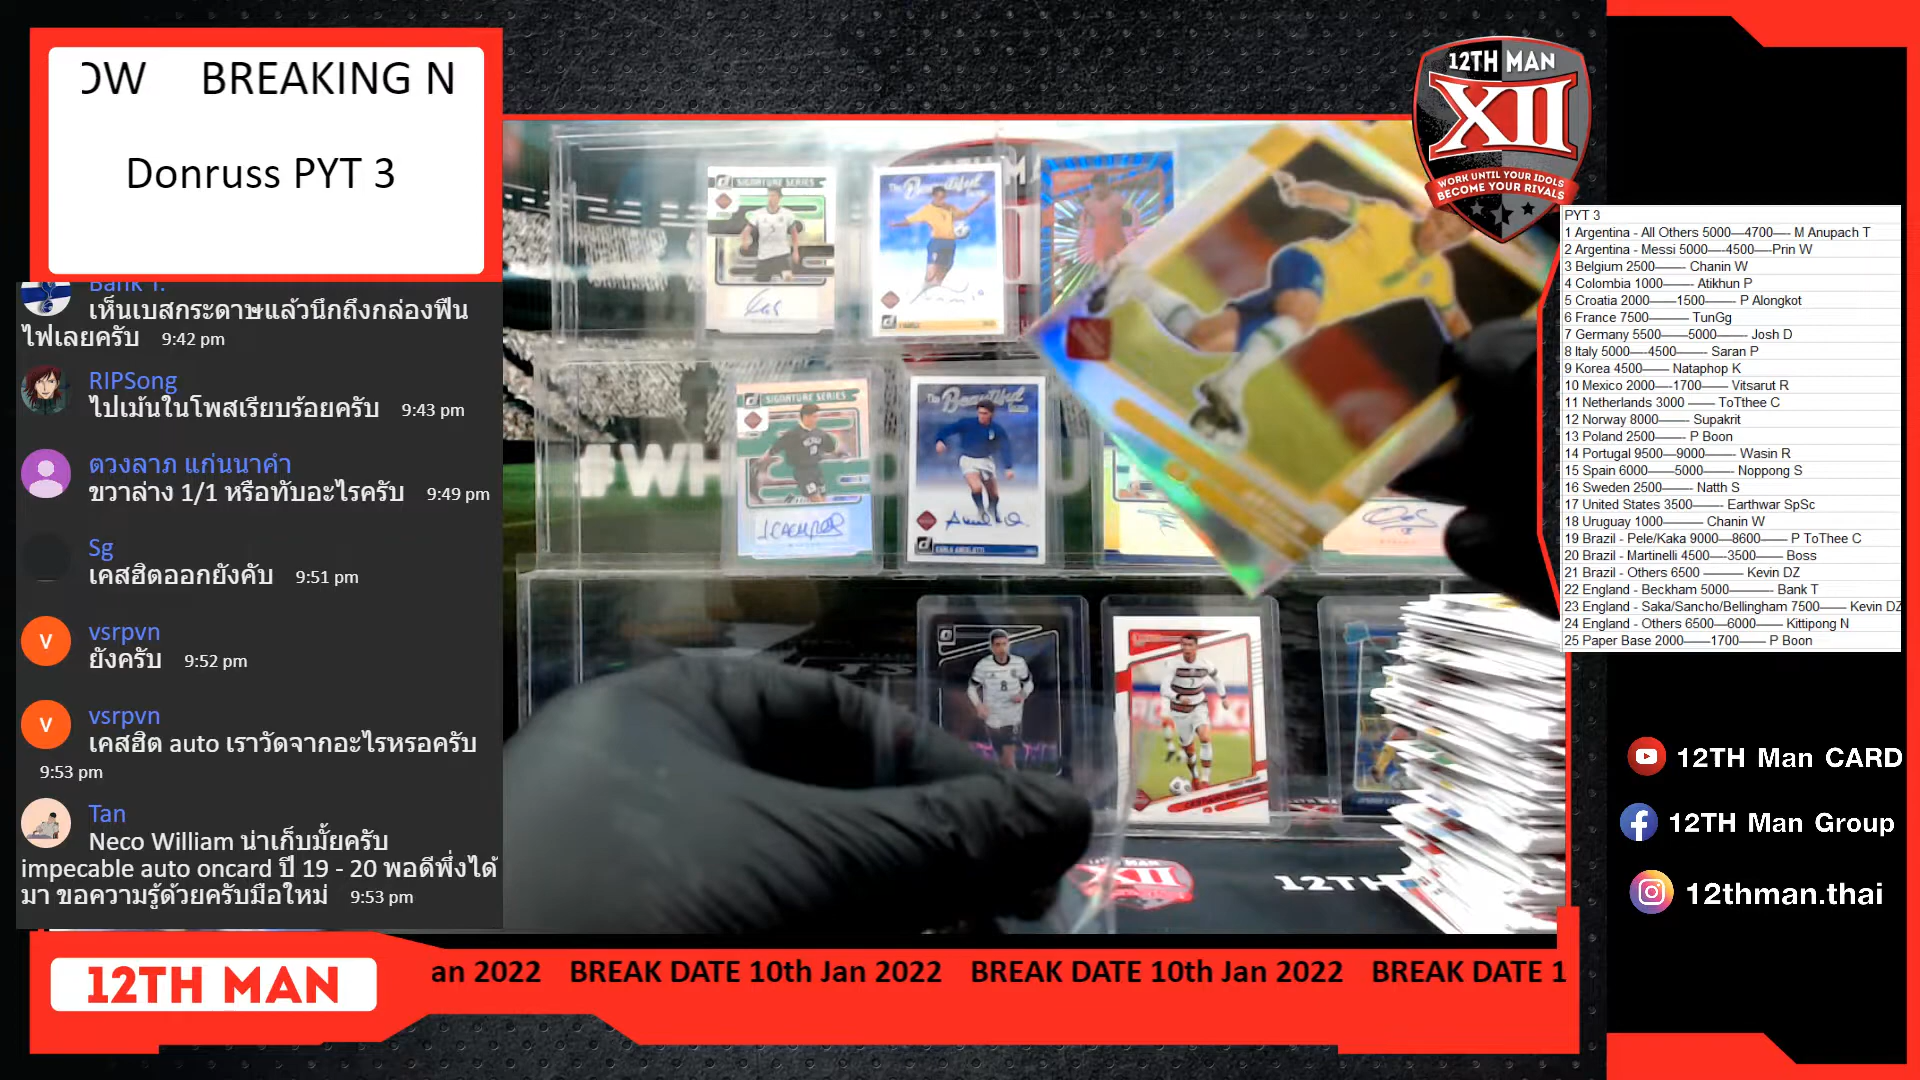 OW BREAKING N
Donruss PYT 3
Bank T.
เห็นเบสกระดาษแล้วนึกถึงกล่องฟืน
ไฟเลยครับ 9:42 pm
RIPSong
ไปเม้นในโพสเรียบร้อยครับ 9:43 pm
ดวงลาภ แก่นนาคำ
ขวาล่าง 1/1 หรือทับอะไรครับ 9:49 pm
Sg
เคสฮิตออกยังคับ 9:51 pm
V
vsrpvn
ยังครับ 9:52 pm
V
vsrpvn
เคสฮิต auto เราวัดจากอะไรหรอครับ
9:53 pm
Tan
Neco William น่าเก็บมั้ยครับ
impecable auto oncard ปี 19 - 20 พอดีพึ่งได้
มา ขอความรู้ด้วยครับมือใหม่ 9:53 pm
12TH MAN
an 2022 BREAK DATE 10th Jan 2022 BREAK DATE 10th Jan 2022 BREAK DATE 1
SIGNATURE SERIES
The Beautiful Game
SIGNATURE SERIES
The Beautiful Game
#WH
XII
12TH
12TH MAN
XII
WORK UNTIL YOUR IDOLS
BECOME YOUR RIVALS
PYT 3
1 Argentina - All Others 5000—-4700—- M Anupach T
2 Argentina - Messi 5000—-4500—-Prin W
3 Belgium 2500——- Chanin W
4 Colombia 1000——- Atikhun P
5 Croatia 2000——1500——- P Alongkot
6 France 7500——— TunGg
7 Germany 5500——5000——- Josh D
8 Italy 5000—-4500——- Saran P
9 Korea 4500—— Nataphop K
10 Mexico 2000—-1700—— Vitsarut R
11 Netherlands 3000 —— ToTthee C
12 Norway 8000——- Supakrit
13 Poland 2500——- P Boon
14 Portugal 9500—9000——- Wasin R
15 Spain 6000——5000——- Noppong S
16 Sweden 2500——- Natth S
17 United States 3500——- Earthwar SpSc
18 Uruguay 1000——— Chanin W
19 Brazil - Pele/Kaka 9000——8600——- P ToThee C
20 Brazil - Martinelli 4500—-3500—— Boss
21 Brazil - Others 6500 ——— Kevin DZ
22 England - Beckham 5000———- Bank T
23 England - Saka/Sancho/Bellingham 7500—— Kevin DZ
24 England - Others 6500—6000—— Kittipong N
25 Paper Base 2000——1700—— P Boon
12TH Man CARD
12TH Man Group
12thman.thai